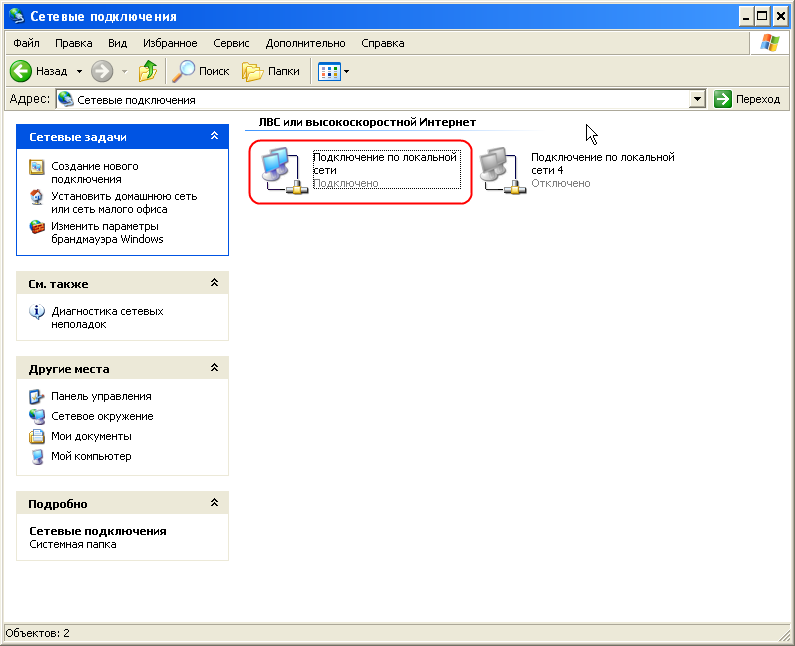 Сетевые подключения
Файл Правка Вид Избранное Сервис Дополнительно Справка
Назад Поиск Папки
Адрес: Сетевые подключения Переход
Сетевые задачи
Создание нового
подключения
Установить домашнюю сеть
или сеть малого офиса
Изменить параметры
брандмауэра Windows
См. также
Диагностика сетевых
неполадок
Другие места
Панель управления
Сетевое окружение
Мои документы
Мой компьютер
Подробно
Сетевые подключения
Системная папка
ЛВС или высокоскоростной Интернет
Подключение по локальной
сети
Подключено
Подключение по локальной
сети 4
Отключено
Объектов: 2